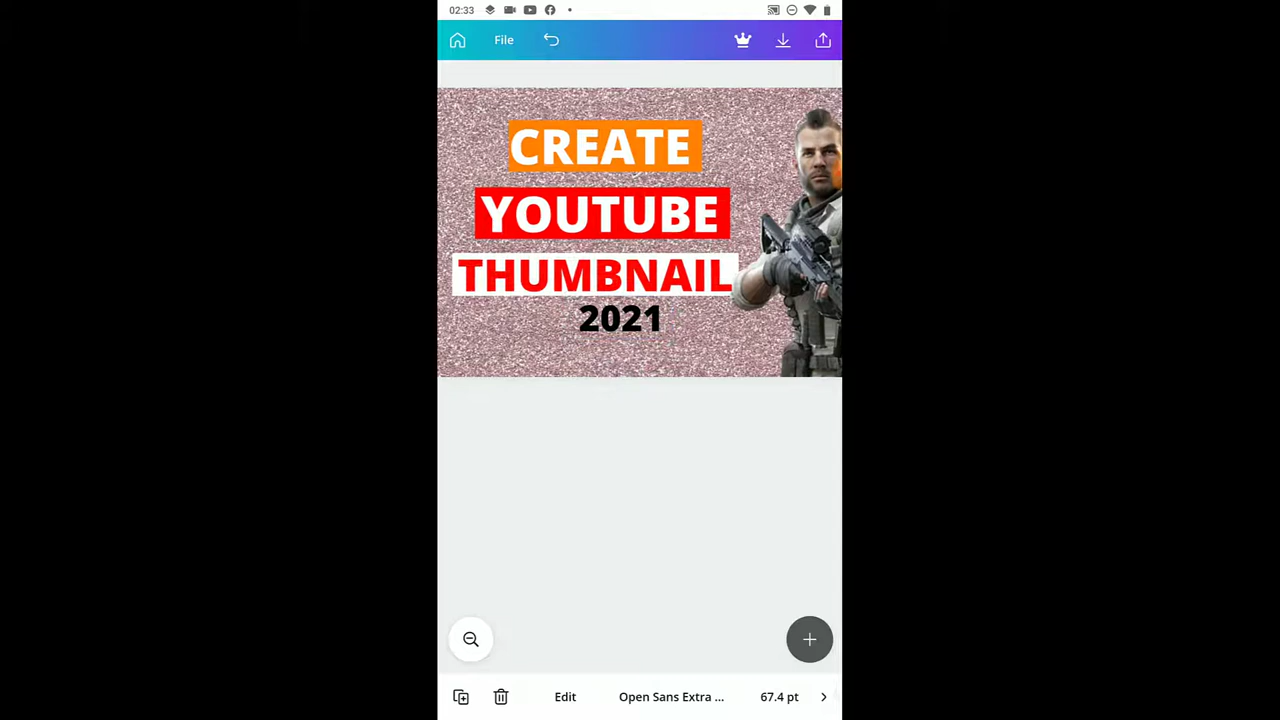 02:33
File
CREATE
YOUTUBE
THUMBNAIL
2021
Edit Open Sans Extra ... 67.4 pt